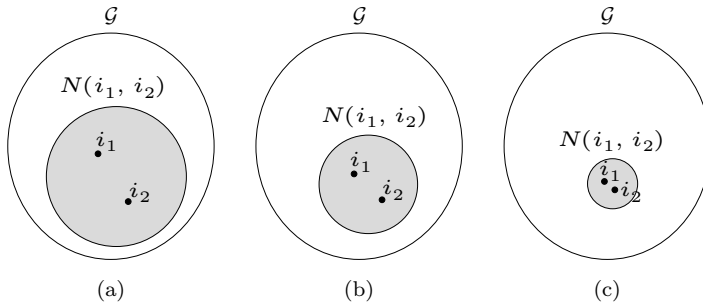 𝒢
𝒢
𝒢
N(i₁, i₂)
i₁
i₂
(a)
N(i₁, i₂)
i₁
i₂
(b)
N(i₁, i₂)
i₁
i₂
(c)